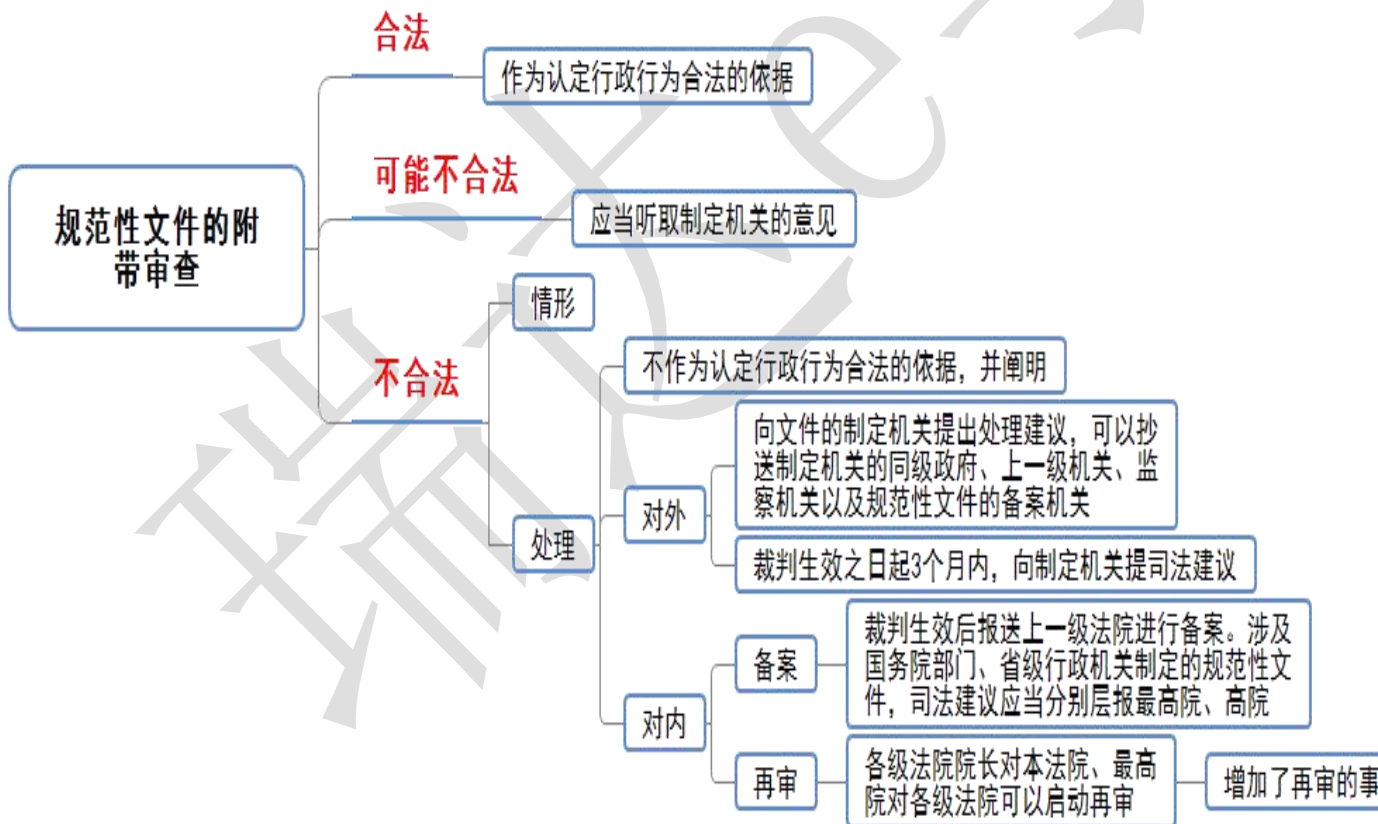 规范性文件的附
带审查
合法
作为认定行政行为合法的依据
可能不合法
应当听取制定机关的意见
不合法
情形
处理
不作为认定行政行为合法的依据，并阐明
对外
向文件的制定机关提出处理建议，可以抄
送制定机关的同级政府、上一级机关、监
察机关以及规范性文件的备案机关
裁判生效之日起3个月内，向制定机关提司法建议
对内
备案
裁判生效后报送上一级法院进行备案。涉及
国务院部门、省级行政机关制定的规范性文
件，司法建议应当分别层报最高院、高院
再审
各级法院院长对本法院、最高
院对各级法院可以启动再审
增加了再审的事
瑞达e